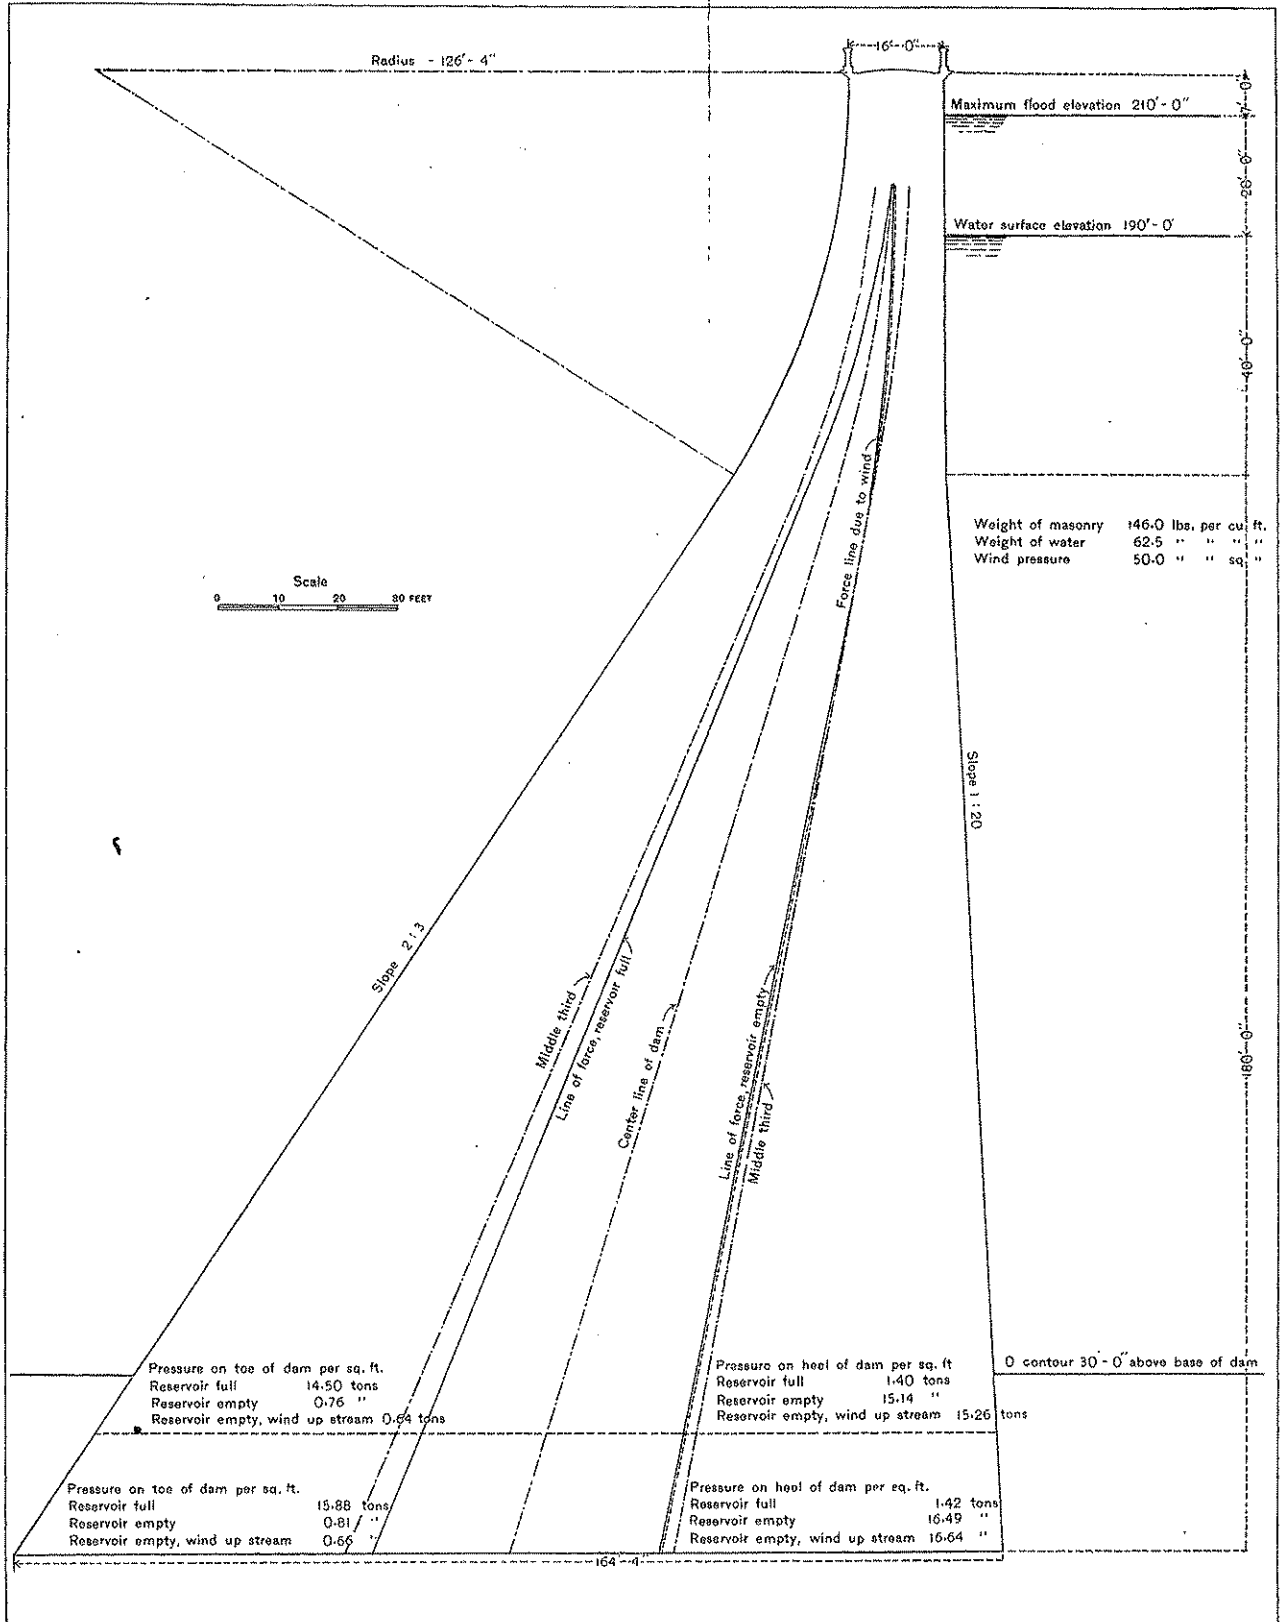 16'-0"
Radius - 126'-4"
Maximum flood elevation 210'-0"
7'-0"
20'-0"
Water surface elevation 190'-0'
40'-0"
Force line due to wind
Weight of masonry 146.0 lbs. per cu. ft.
Weight of water 62.5 " " " "
Wind pressure 50.0 " " sq. "
Scale
0 10 20 30 FEET
Slope 1:20
Slope 2:3
Middle third
Line of force, reservoir full
Center line of dam
Line of force, reservoir empty
Middle third
180'-0"
Pressure on toe of dam per sq. ft.
Reservoir full 14.50 tons
Reservoir empty 0.76 "
Reservoir empty, wind up stream 0.64 tons
Pressure on heel of dam per sq. ft
Reservoir full 1.40 tons
Reservoir empty 15.14 "
Reservoir empty, wind up stream 15.26 tons
0 contour 30'-0" above base of dam
Pressure on toe of dam per sq. ft.
Reservoir full 15.88 tons
Reservoir empty 0.81 "
Reservoir empty, wind up stream 0.66 "
Pressure on heel of dam per sq. ft.
Reservoir full 1.42 tons
Reservoir empty 16.49 "
Reservoir empty, wind up stream 16.64 "
164'-4"